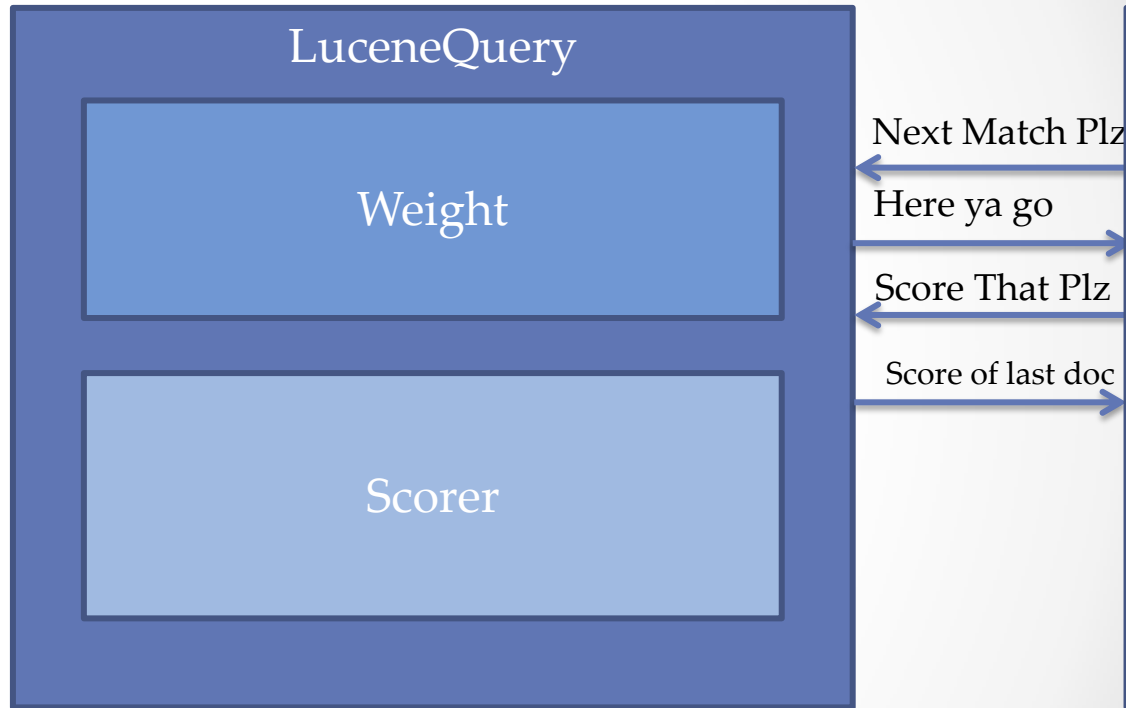 LuceneQuery
Weight
Scorer
Next Match Plz
Here ya go
Score That Plz
Score of last doc